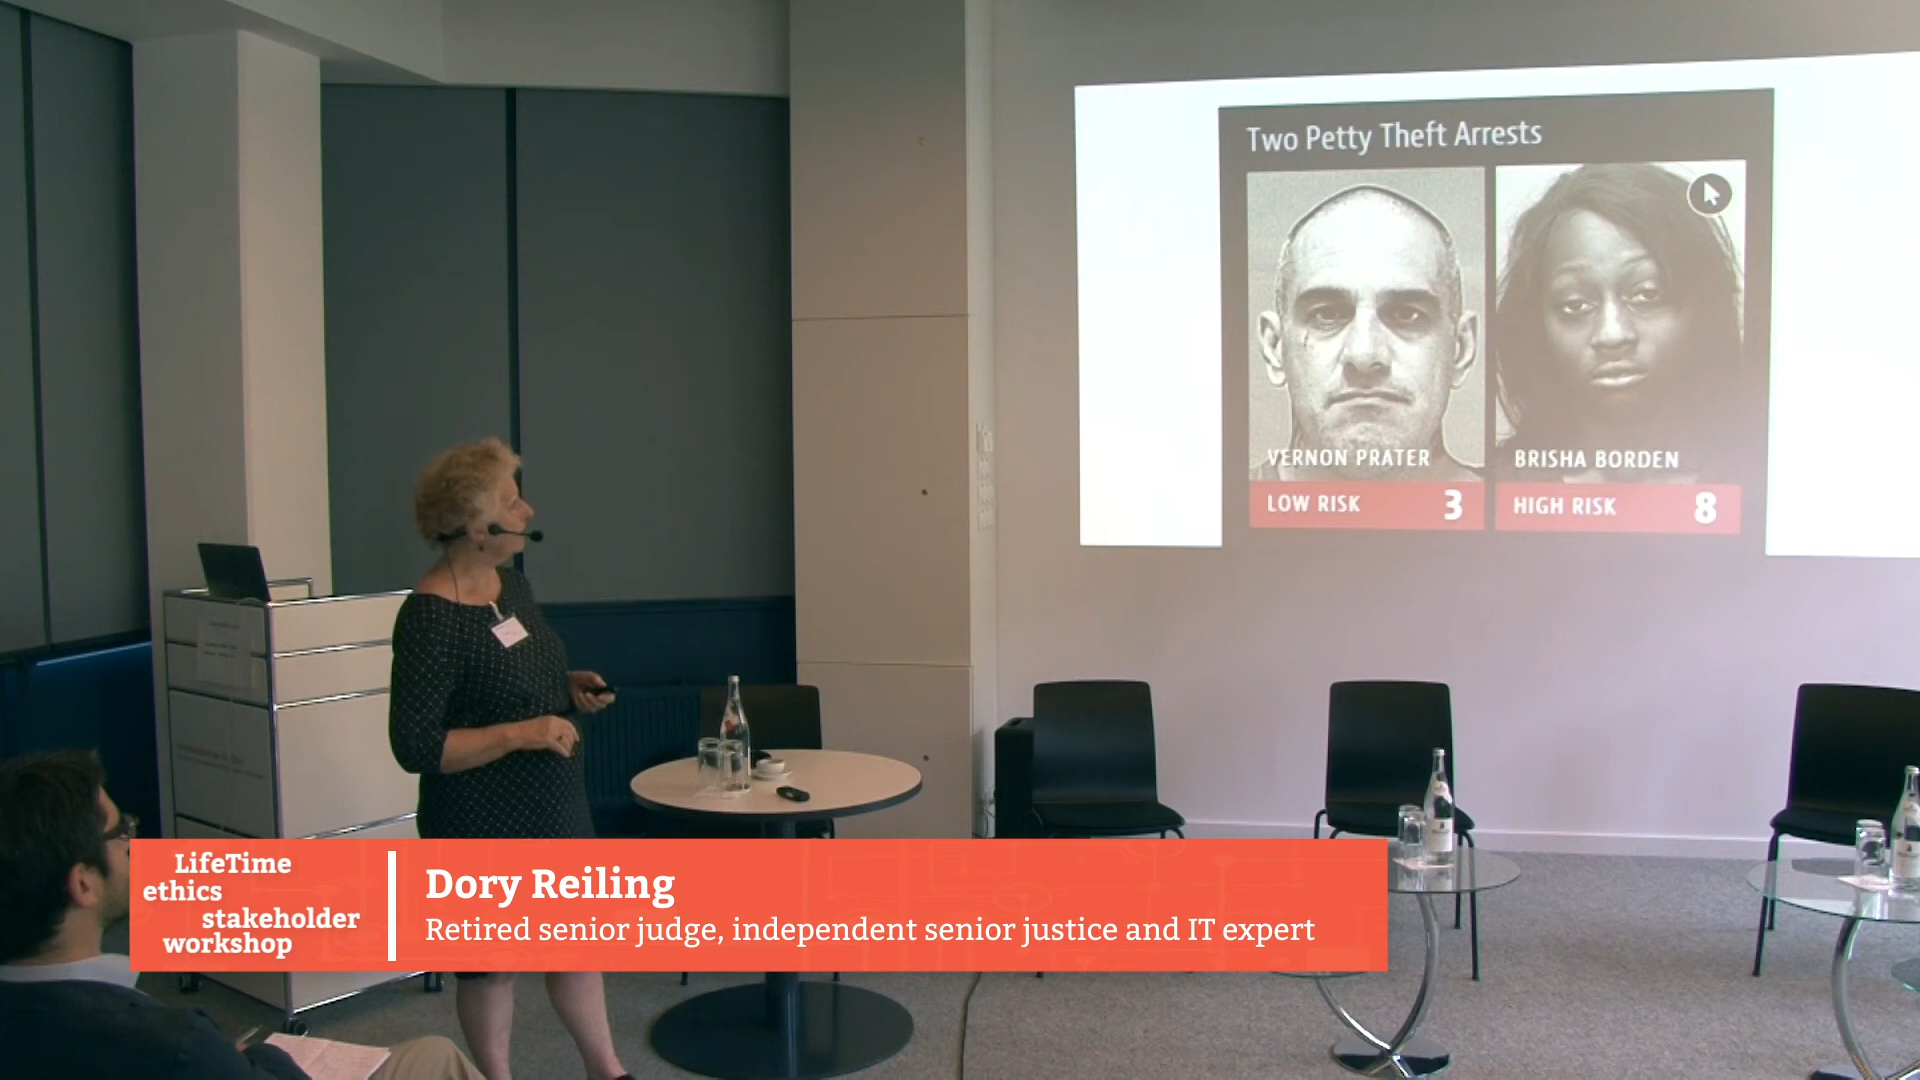 Two Petty Theft Arrests
VERNON PRATER
LOW RISK 3
BRISHA BORDEN
HIGH RISK 8
LifeTime
ethics
stakeholder
workshop
Dory Reiling
Retired senior judge, independent senior justice and IT expert